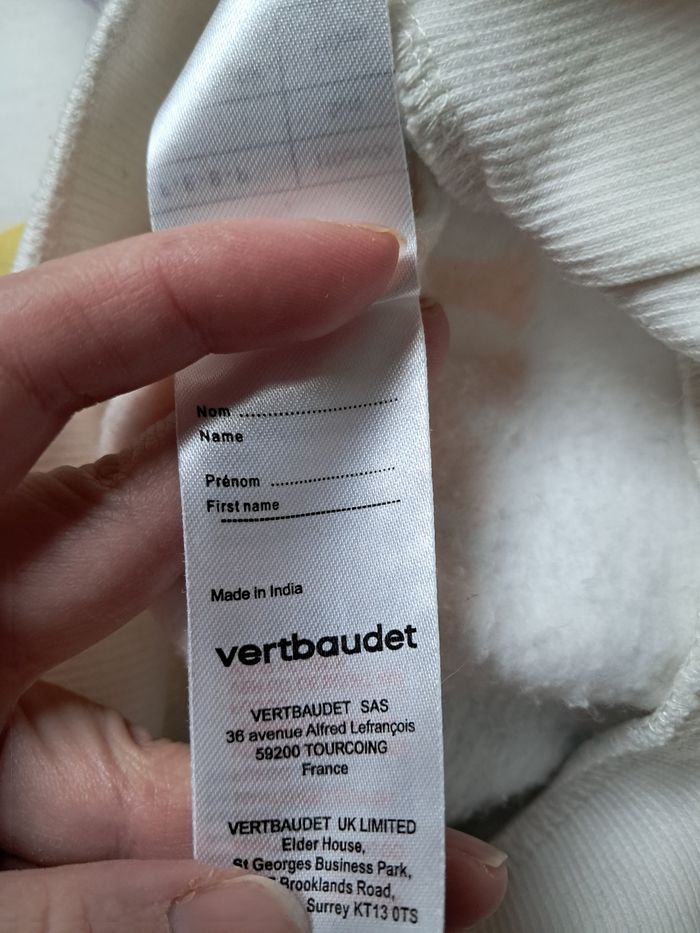 Nom ..............................
Name
Prénom ........................
First name
Made in India
vertbaudet
VERTBAUDET SAS
36 avenue Alfred Lefrançois
59200 TOURCOING
France
VERTBAUDET UK LIMITED
Elder House,
St Georges Business Park,
Brooklands Road,
Surrey KT13 0TS